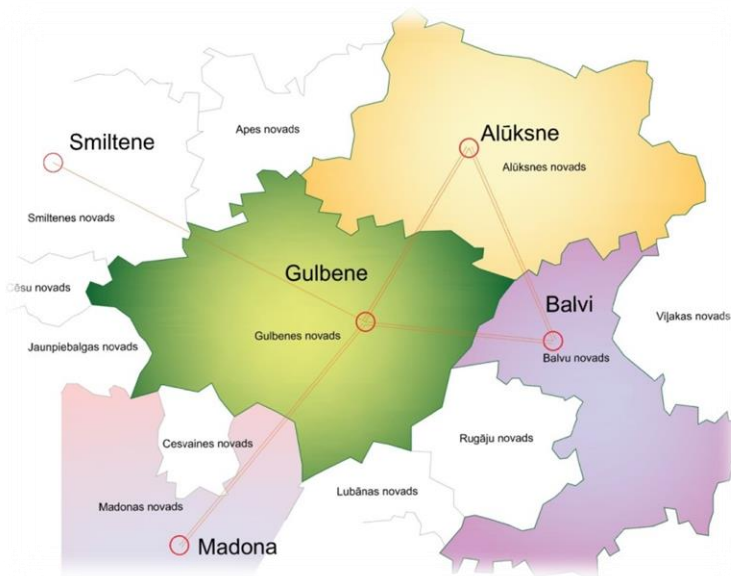 Apes novads
Smiltene
Alūksne
Alūksnes novads
Smiltenes novads
Gulbene
Cēsu novads
Balvi
Viļakas novads
Gulbenes novads
Jaunpiebalgas novads
Balvu novads
Cesvaines novads
Rugāju novads
Lubānas novads
Madonas novads
Madona